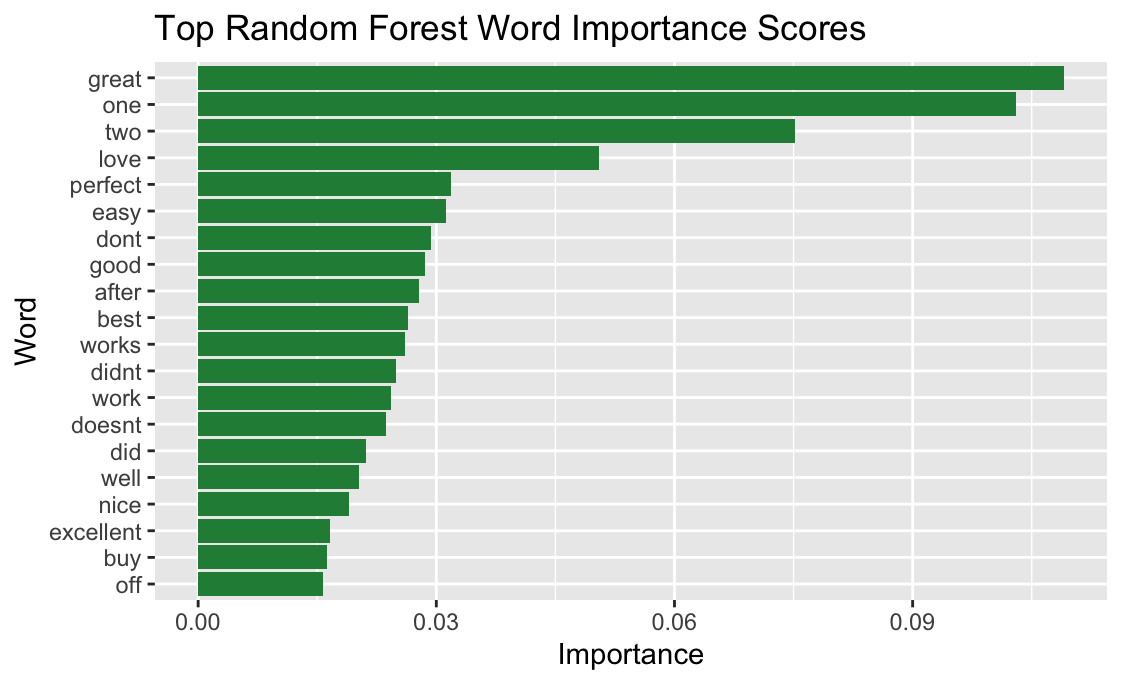 Top Random Forest Word Importance Scores
great
one
two
love
perfect
easy
dont
good
after
best
works
didnt
work
doesnt
did
well
nice
excellent
buy
off
Word
0.00 0.03 0.06 0.09
Importance